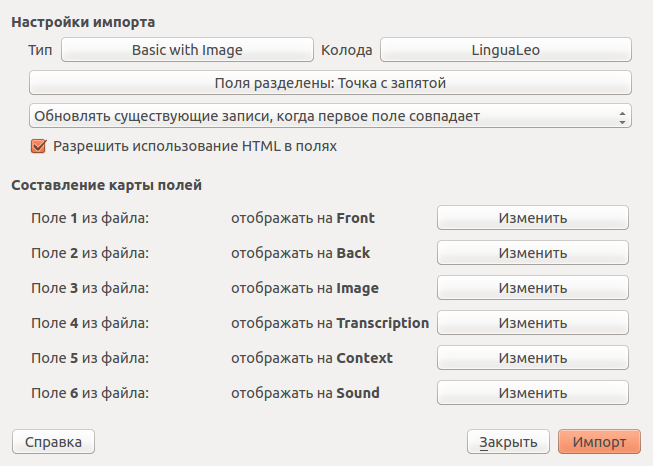 Настройки импорта
Тип Basic with Image Колода LinguaLeo
Поля разделены: Точка с запятой
Обновлять существующие записи, когда первое поле совпадает
Разрешить использование HTML в полях
Составление карты полей
Поле 1 из файла: отображать на Front Изменить
Поле 2 из файла: отображать на Back Изменить
Поле 3 из файла: отображать на Image Изменить
Поле 4 из файла: отображать на Transcription Изменить
Поле 5 из файла: отображать на Context Изменить
Поле 6 из файла: отображать на Sound Изменить
Справка Закрыть Импорт